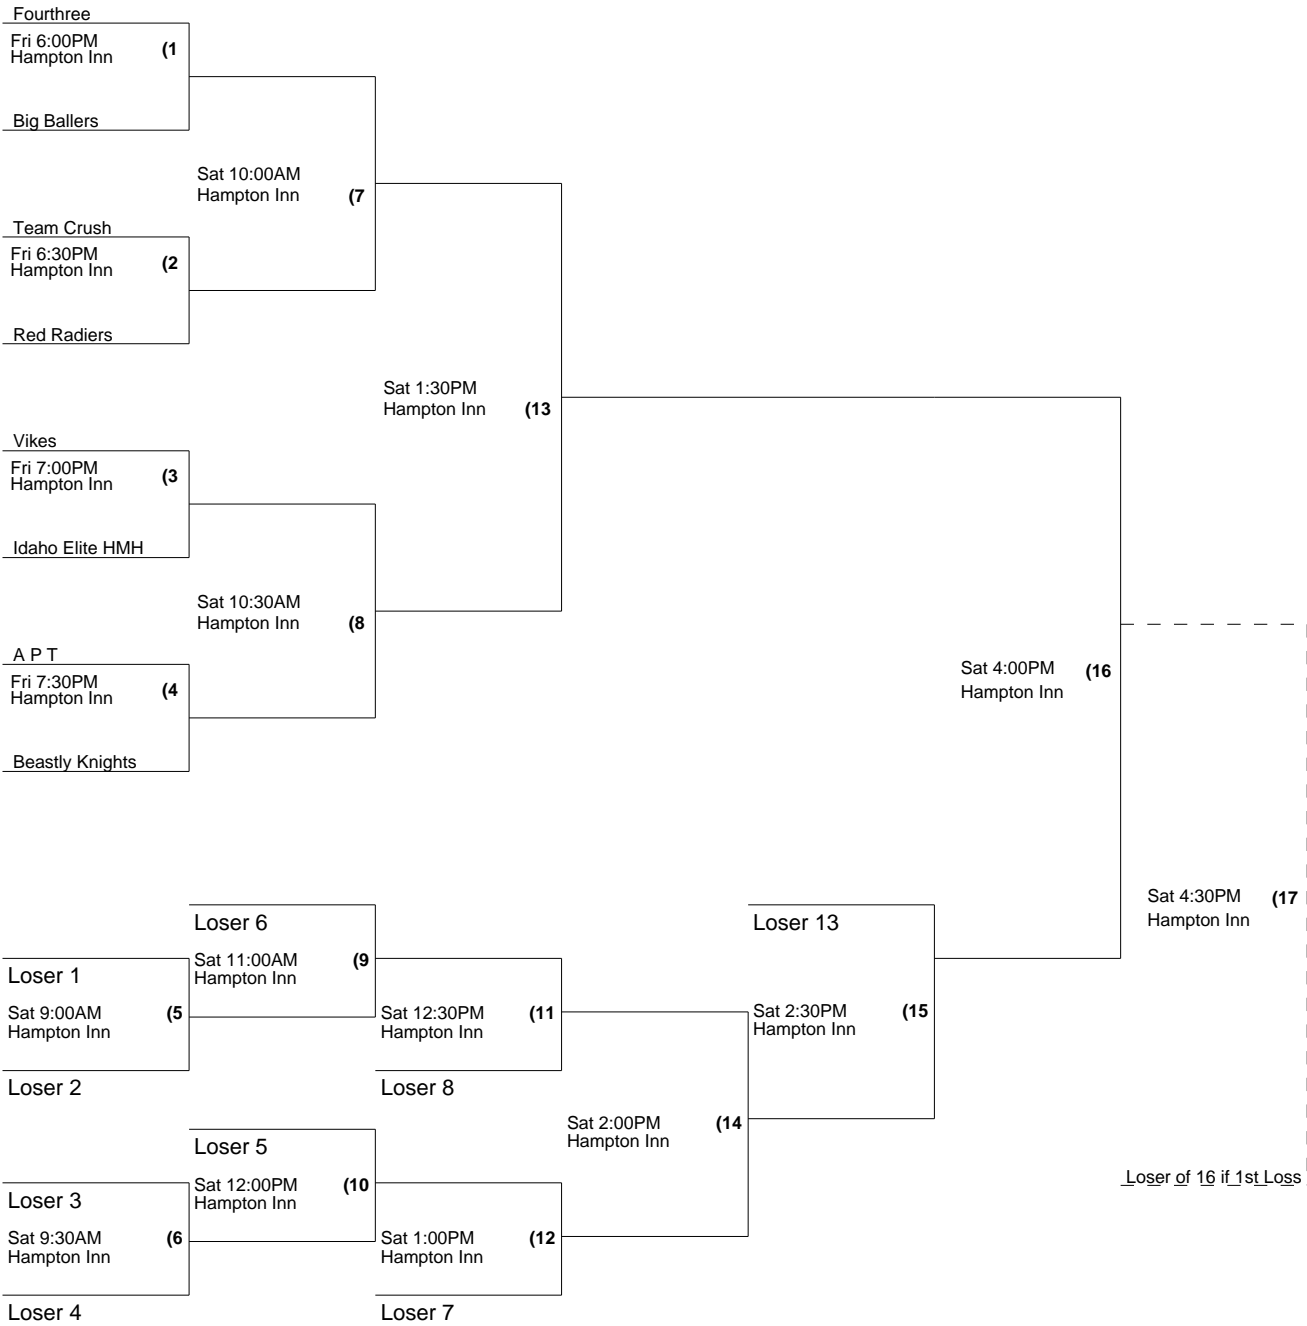 Fourthree
Fri 6:00PM
Hampton Inn (1
Big Ballers
Sat 10:00AM
Hampton Inn (7
Team Crush
Fri 6:30PM
Hampton Inn (2
Red Radiers
Sat 1:30PM
Hampton Inn (13
Vikes
Fri 7:00PM
Hampton Inn (3
Idaho Elite HMH
Sat 10:30AM
Hampton Inn (8
A P T
Fri 7:30PM
Hampton Inn (4
Beastly Knights
Sat 4:00PM (16
Hampton Inn
Sat 4:30PM (17
Hampton Inn
Loser 6
Sat 11:00AM (9
Hampton Inn
Loser 13
Loser 1
Sat 9:00AM (5
Hampton Inn
Loser 2
Sat 12:30PM (11
Hampton Inn
Loser 8
Sat 2:30PM (15
Hampton Inn
Sat 2:00PM (14
Hampton Inn
Loser 5
Sat 12:00PM (10
Hampton Inn
Loser of 16 if 1st Loss
Loser 3
Sat 9:30AM (6
Hampton Inn
Loser 4
Sat 1:00PM (12
Hampton Inn
Loser 7